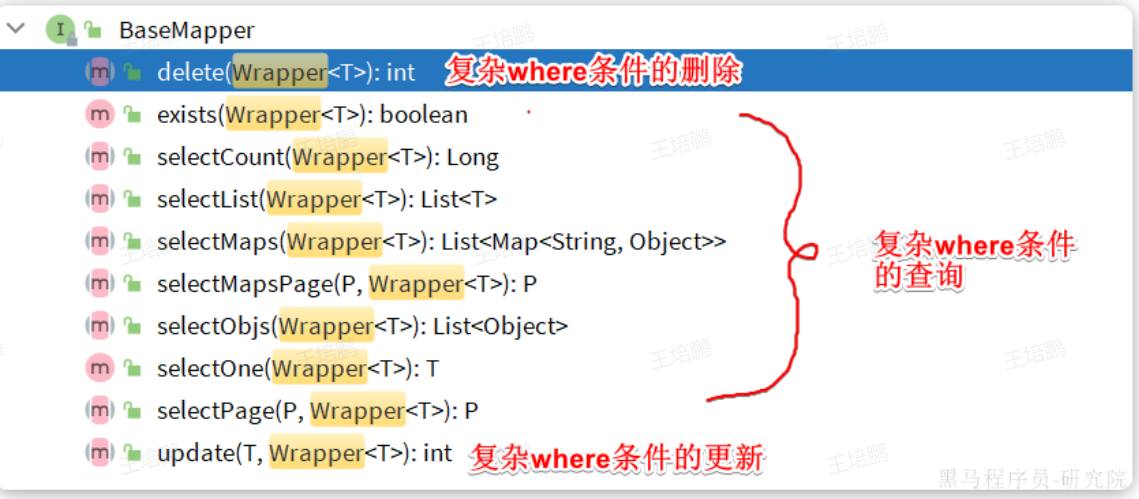 BaseMapper
delete(Wrapper<T>): int 复杂where条件的删除
exists(Wrapper<T>): boolean
selectCount(Wrapper<T>): Long
selectList(Wrapper<T>): List<T>
selectMaps(Wrapper<T>): List<Map<String, Object>>
复杂where条件
的查询
selectMapsPage(P, Wrapper<T>): P
selectObjs(Wrapper<T>): List<Object>
selectOne(Wrapper<T>): T
selectPage(P, Wrapper<T>): P
update(T, Wrapper<T>): int 复杂where条件的更新
王培鹏
黑马程序员-研究院